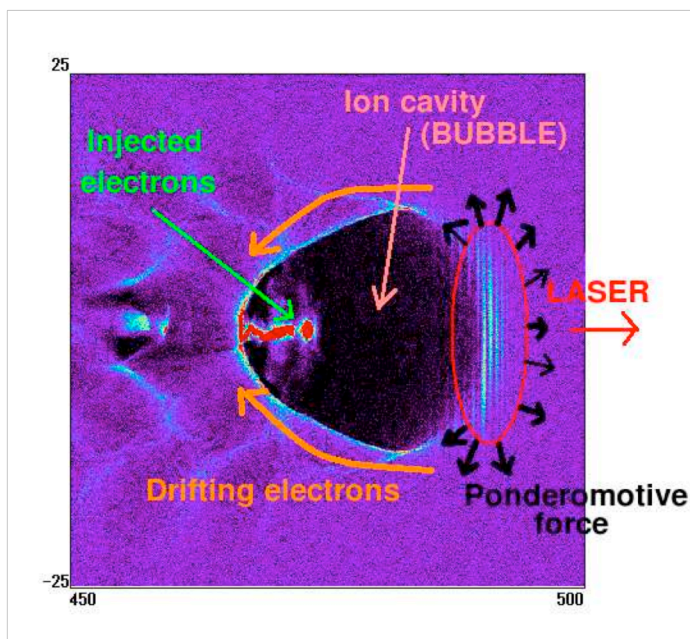 25
Ion cavity
(BUBBLE)
Injected
electrons
LASER
Drifting electrons
Ponderomotive
force
-25
450
500